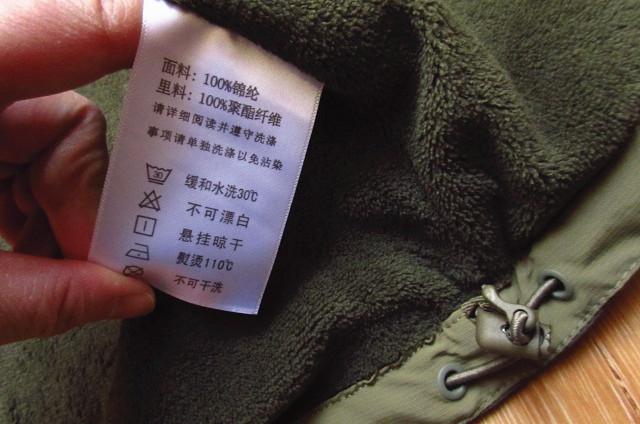 面料：100%锦纶
里料：100%聚酯纤维
请详细阅读并遵守洗涤
事项请单独洗涤以免沾染
30 缓和水洗30℃
不可漂白
悬挂晾干
熨烫110℃
不可干洗